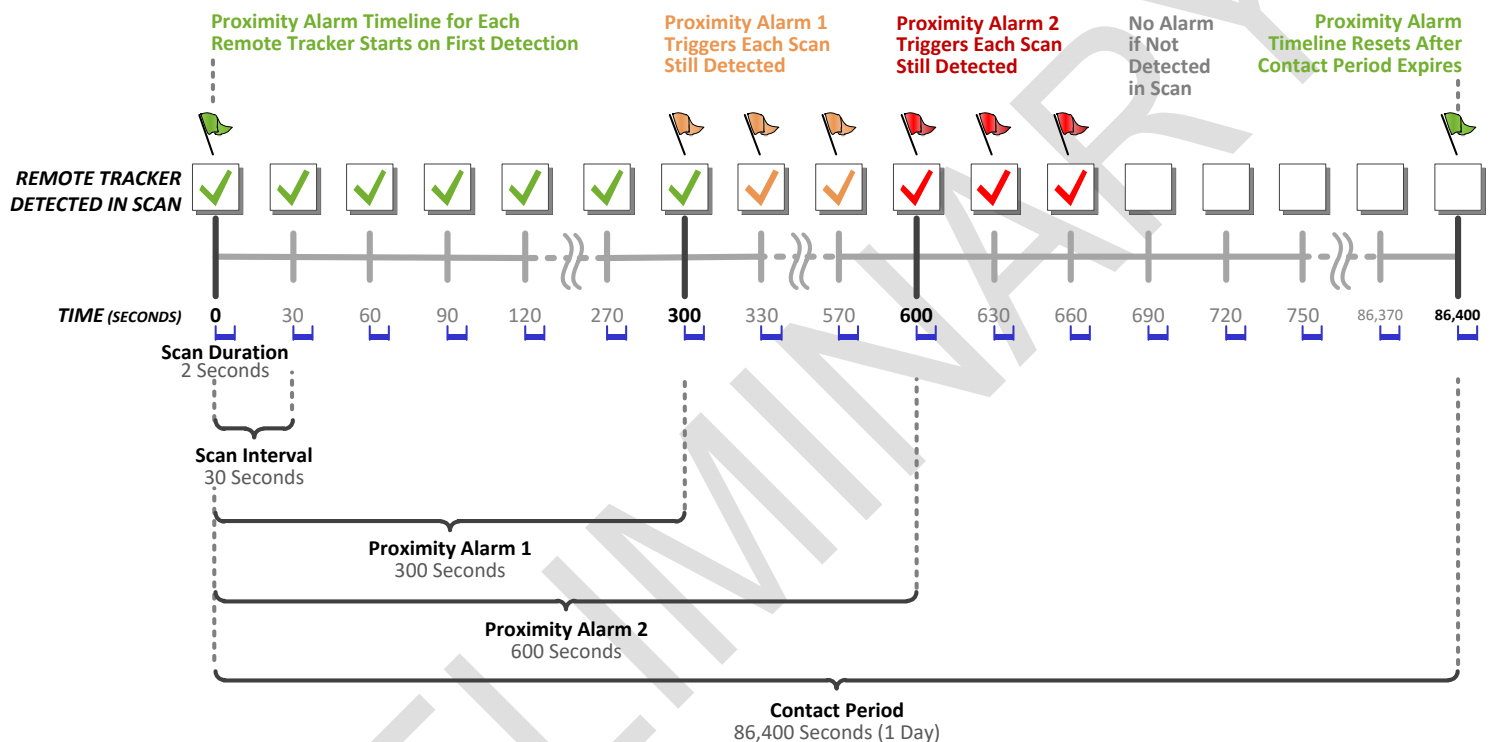 Proximity Alarm Timeline for Each
Remote Tracker Starts on First Detection
Proximity Alarm 1
Triggers Each Scan
Still Detected
Proximity Alarm 2
Triggers Each Scan
Still Detected
No Alarm
if Not
Detected
in Scan
Proximity Alarm
Timeline Resets After
Contact Period Expires
REMOTE TRACKER
DETECTED IN SCAN
TIME (SECONDS) 0 30 60 90 120 270 300 330 570 600 630 660 690 720 750 86,370 86,400
Scan Duration
2 Seconds
Scan Interval
30 Seconds
Proximity Alarm 1
300 Seconds
Proximity Alarm 2
600 Seconds
Contact Period
86,400 Seconds (1 Day)
ELIMINARY